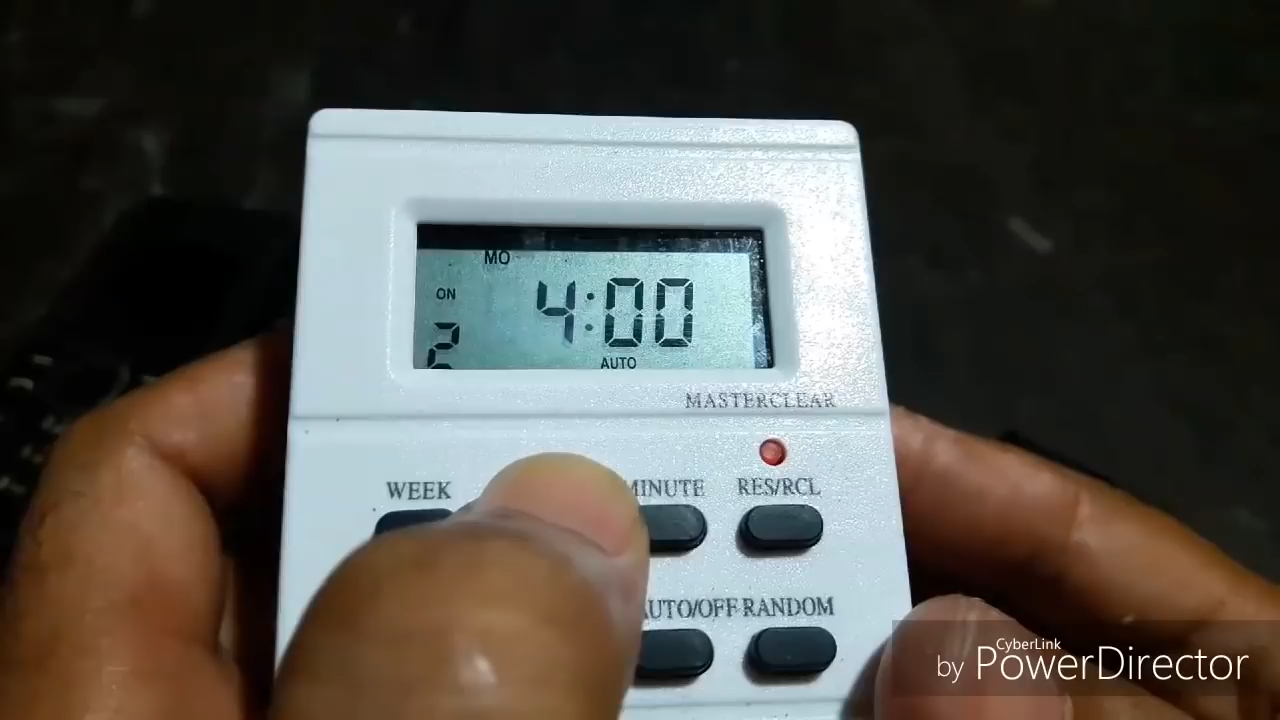 MO
ON
4:00
2
AUTO
MASTERCLEAR
WEEK
MINUTE RES/RCL
AUTO/OFF RANDOM
CyberLink
by PowerDirector